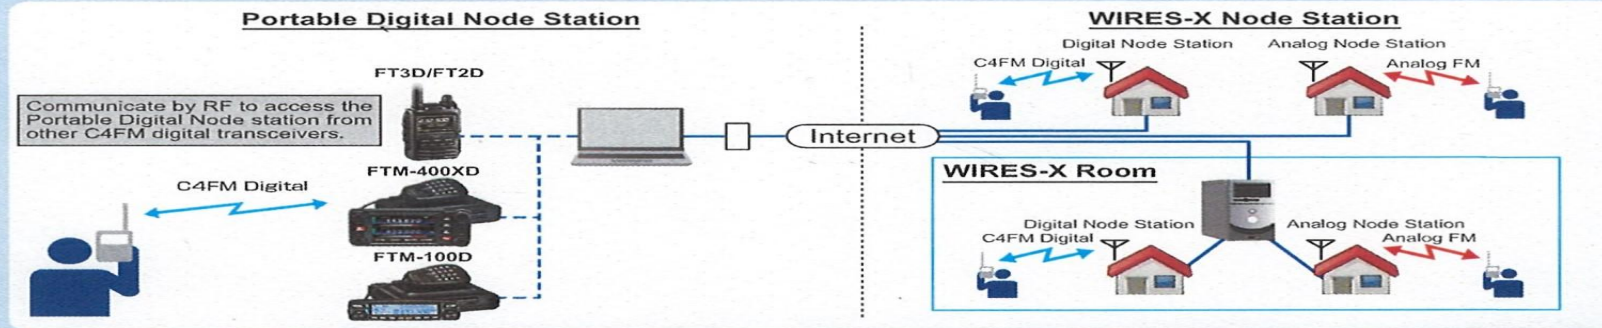 Portable Digital Node Station
FT3D/FT2D
Communicate by RF to access the
Portable Digital Node station from
other C4FM digital transceivers.
FTM-400XD
C4FM Digital
FTM-100D
Internet
WIRES-X Node Station
Digital Node Station
Analog Node Station
C4FM Digital
Analog FM
WIRES-X Room
Digital Node Station
Analog Node Station
C4FM Digital
Analog FM